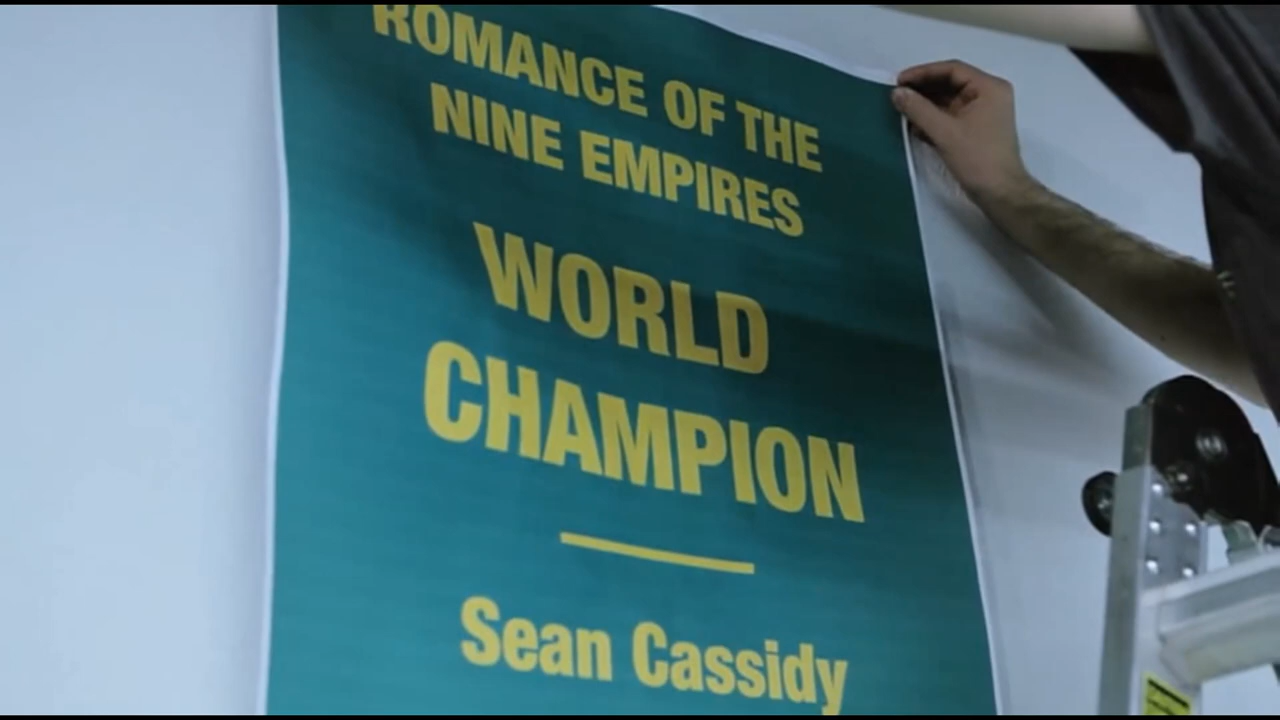 ROMANCE OF THE
NINE EMPIRES
WORLD
CHAMPION
Sean Cassidy